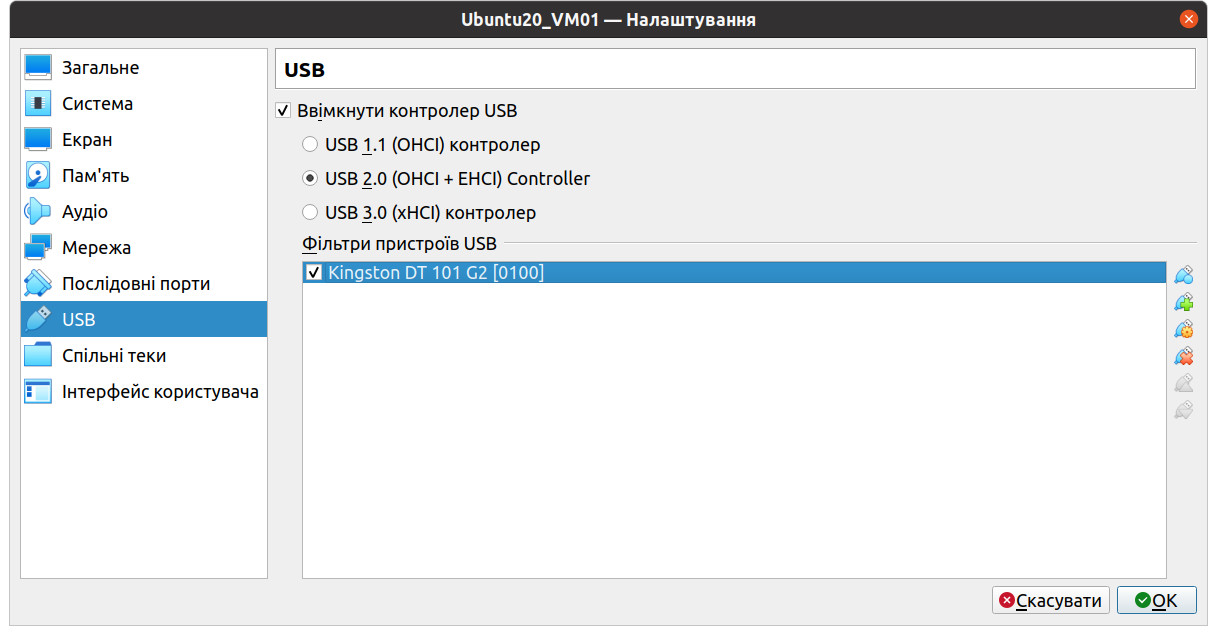 Ubuntu20_VM01 — Налаштування
Загальне
Система
Екран
Пам'ять
Аудіо
Мережа
Послідовні порти
USB
Спільні теки
Інтерфейс користувача
USB
Ввімкнути контролер USB
USB 1.1 (OHCI) контролер
USB 2.0 (OHCI + EHCI) Controller
USB 3.0 (xHCI) контролер
Фільтри пристроїв USB
Kingston DT 101 G2 [0100]
Скасувати
OK